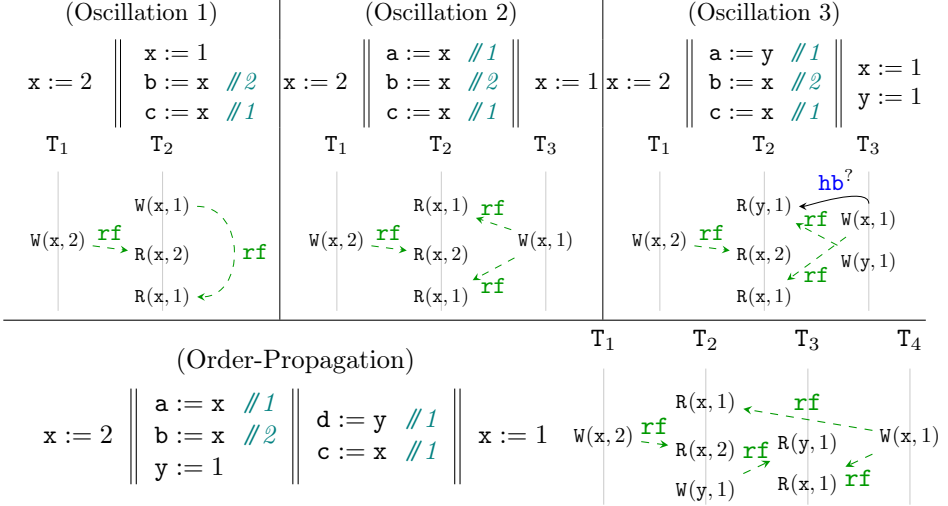 (Oscillation 1)
x := 2 ‖ x := 1
b := x //2
c := x //1
T₁ T₂
W(x, 1)
W(x, 2) rf R(x, 2) rf
R(x, 1)
(Oscillation 2)
x := 2 ‖ a := x //1
b := x //2 ‖ x := 1
c := x //1
T₁ T₂ T₃
R(x, 1) rf
W(x, 2) rf R(x, 2) W(x, 1)
R(x, 1) rf
(Oscillation 3)
x := 2 ‖ a := y //1
b := x //2 ‖ x := 1
c := x //1 y := 1
T₁ T₂ T₃
hb?
R(y, 1) rf W(x, 1)
W(x, 2) rf R(x, 2) W(y, 1)
R(x, 1) rf
(Order-Propagation)
x := 2 ‖ a := x //1
b := x //2
y := 1 ‖ d := y //1
c := x //1 ‖ x := 1
T₁ T₂ T₃ T₄
R(x, 1) rf
W(x, 2) rf R(x, 2) rf R(y, 1) W(x, 1)
W(y, 1) R(x, 1) rf